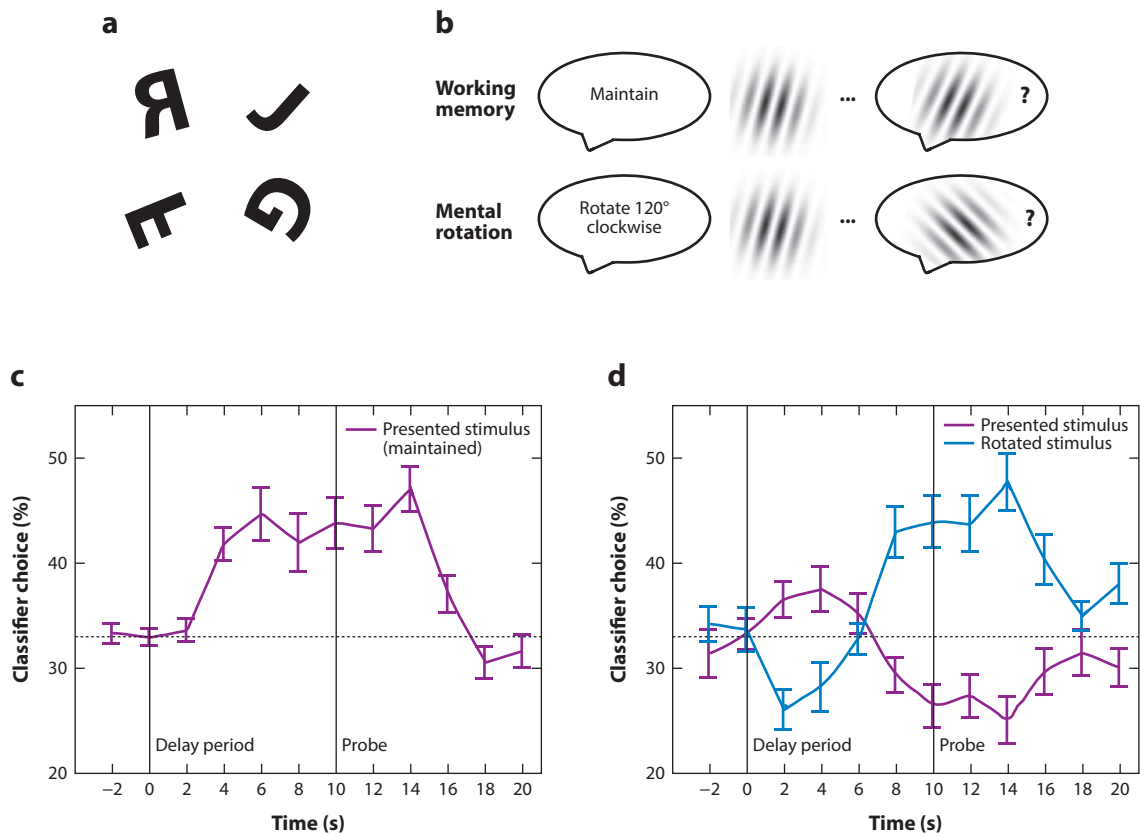 a
Я J
F G
b
Working
memory
Maintain
...
?
Mental
rotation
Rotate 120°
clockwise
...
?
c
Classifier choice (%)
50
40
30
20
Presented stimulus
(maintained)
Delay period
Probe
−2 0 2 4 6 8 10 12 14 16 18 20
Time (s)
d
Classifier choice (%)
50
40
30
20
Presented stimulus
Rotated stimulus
Delay period
Probe
−2 0 2 4 6 8 10 12 14 16 18 20
Time (s)